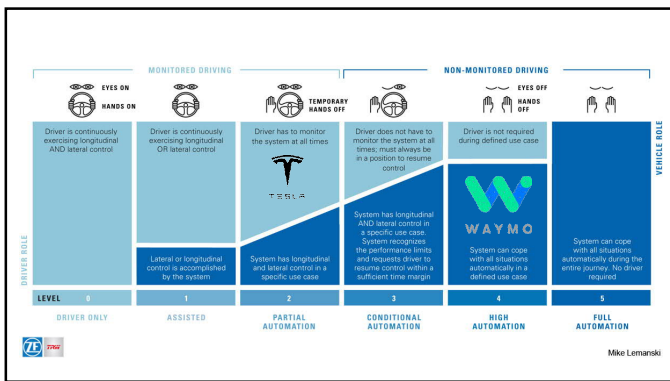 MONITORED DRIVING
NON-MONITORED DRIVING
EYES ON
HANDS ON
TEMPORARY
HANDS OFF
EYES OFF
HANDS
OFF
Driver is continuously
exercising longitudinal
AND lateral control
Driver is continuously
exercising longitudinal
OR lateral control
Driver has to monitor
the system at all times
Driver does not have to
monitor the system at all
times; must always be
in a position to resume
control
Driver is not required
during defined use case
VEHICLE ROLE
TESLA
WAYMO
DRIVER ROLE
Lateral or longitudinal
control is accomplished
by the system
System has longitudinal
and lateral control in a
specific use case
System has longitudinal
AND lateral control in
a specific use case.
System recognizes
the performance limits
and requests driver to
resume control within a
sufficient time margin
System can cope
with all situations
automatically in a
defined use case
System can cope
with all situations
automatically during the
entire journey. No driver
required
LEVEL 0 1 2 3 4 5
DRIVER ONLY
ASSISTED
PARTIAL
AUTOMATION
CONDITIONAL
AUTOMATION
HIGH
AUTOMATION
FULL
AUTOMATION
ZF
TRW
Mike Lemanski